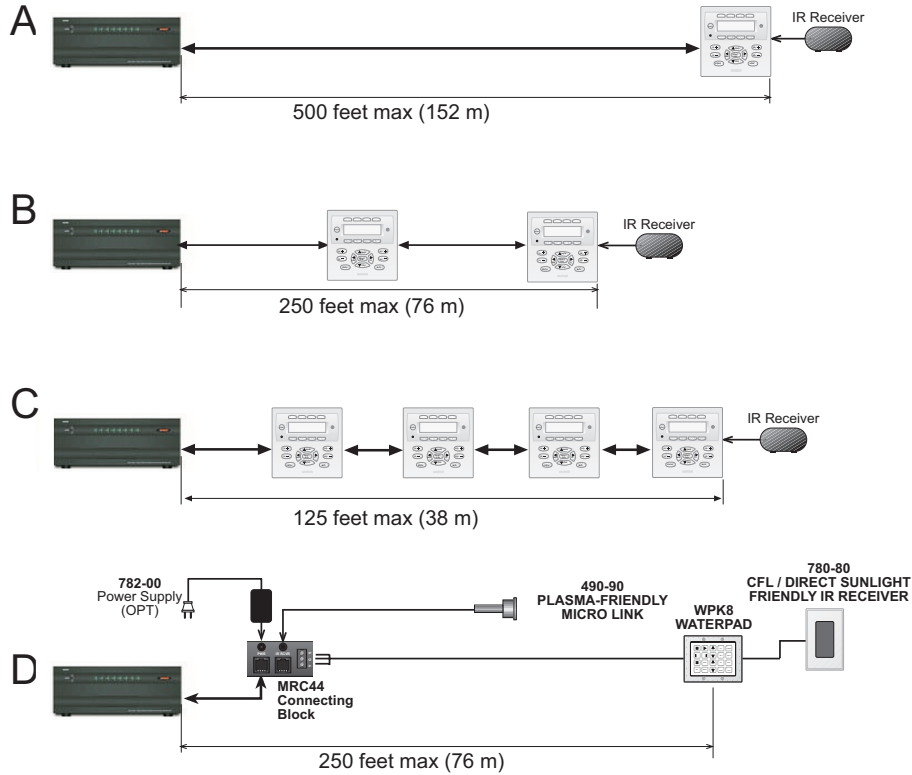 A
IR Receiver
500 feet max (152 m)
B
IR Receiver
250 feet max (76 m)
C
IR Receiver
125 feet max (38 m)
782-00
Power Supply
(OPT)
490-90
PLASMA-FRIENDLY
MICRO LINK
780-80
CFL / DIRECT SUNLIGHT
FRIENDLY IR RECEIVER
WPK8
WATERPAD
D
MRC44
Connecting
Block
250 feet max (76 m)